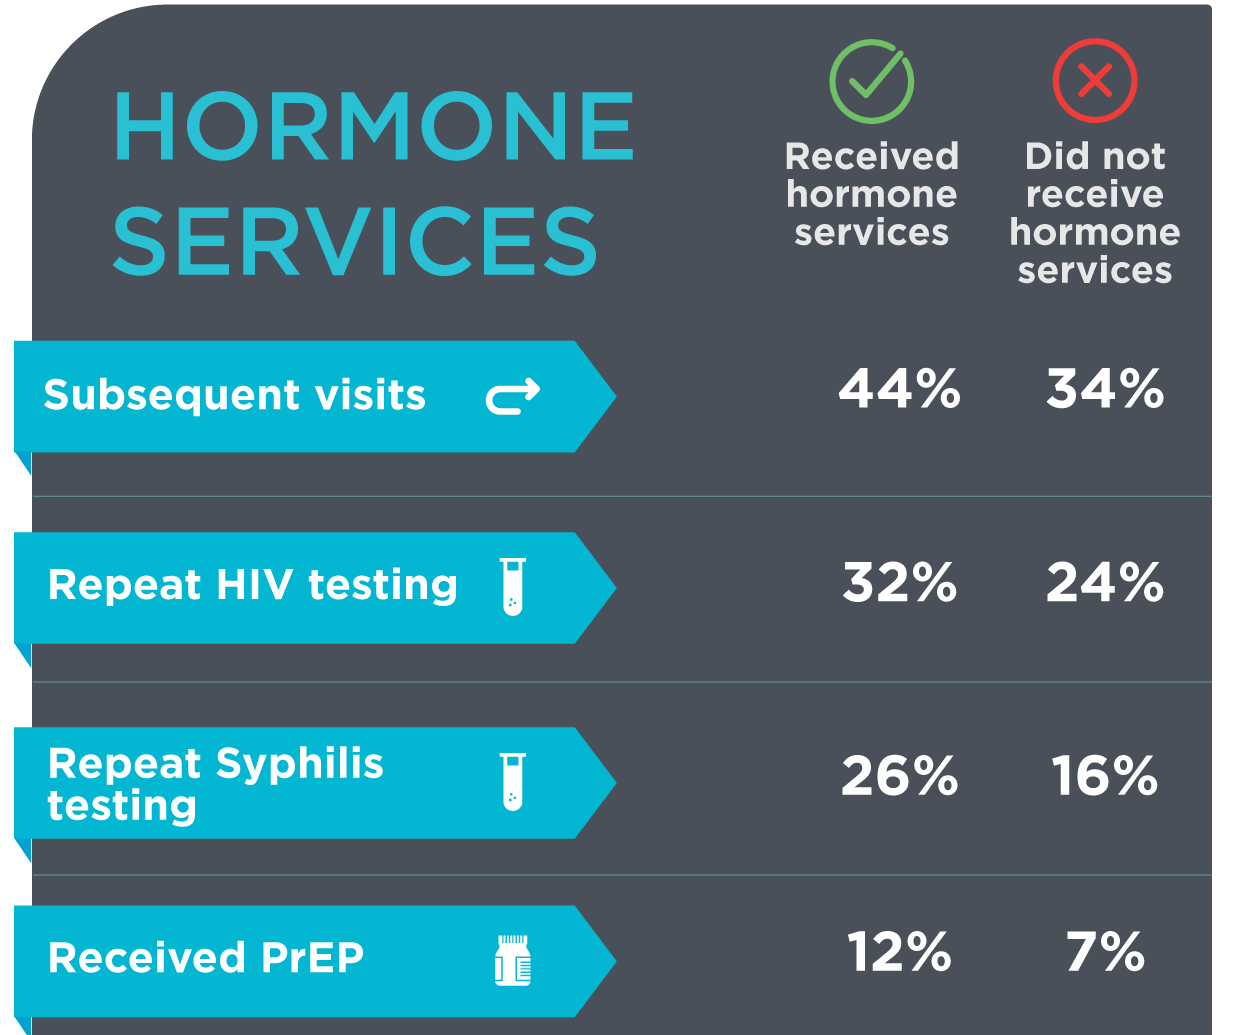 HORMONE
SERVICES
Received
hormone
services
Did not
receive
hormone
services
Subsequent visits 44% 34%
Repeat HIV testing 32% 24%
Repeat Syphilis
testing 26% 16%
Received PrEP 12% 7%